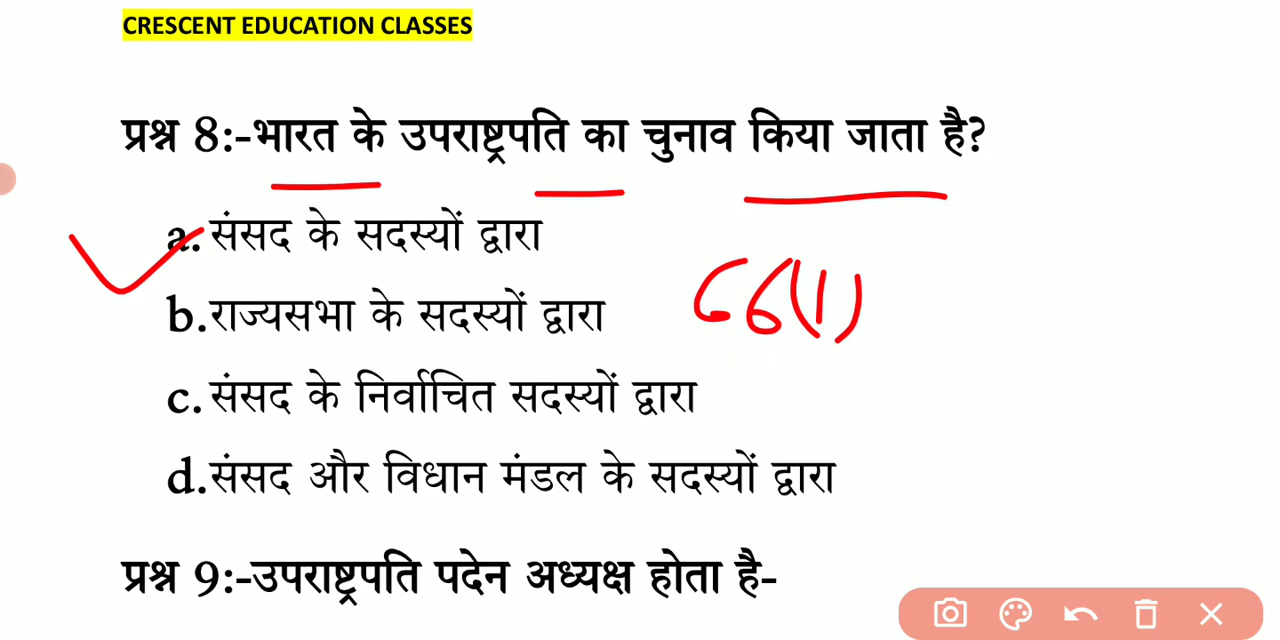 CRESCENT EDUCATION CLASSES
प्रश्न 8:-भारत के उपराष्ट्रपति का चुनाव किया जाता है?
a. संसद के सदस्यों द्वारा
b.राज्यसभा के सदस्यों द्वारा
66(1)
c. संसद के निर्वाचित सदस्यों द्वारा
d.संसद और विधान मंडल के सदस्यों द्वारा
प्रश्न 9:-उपराष्ट्रपति पदेन अध्यक्ष होता है-